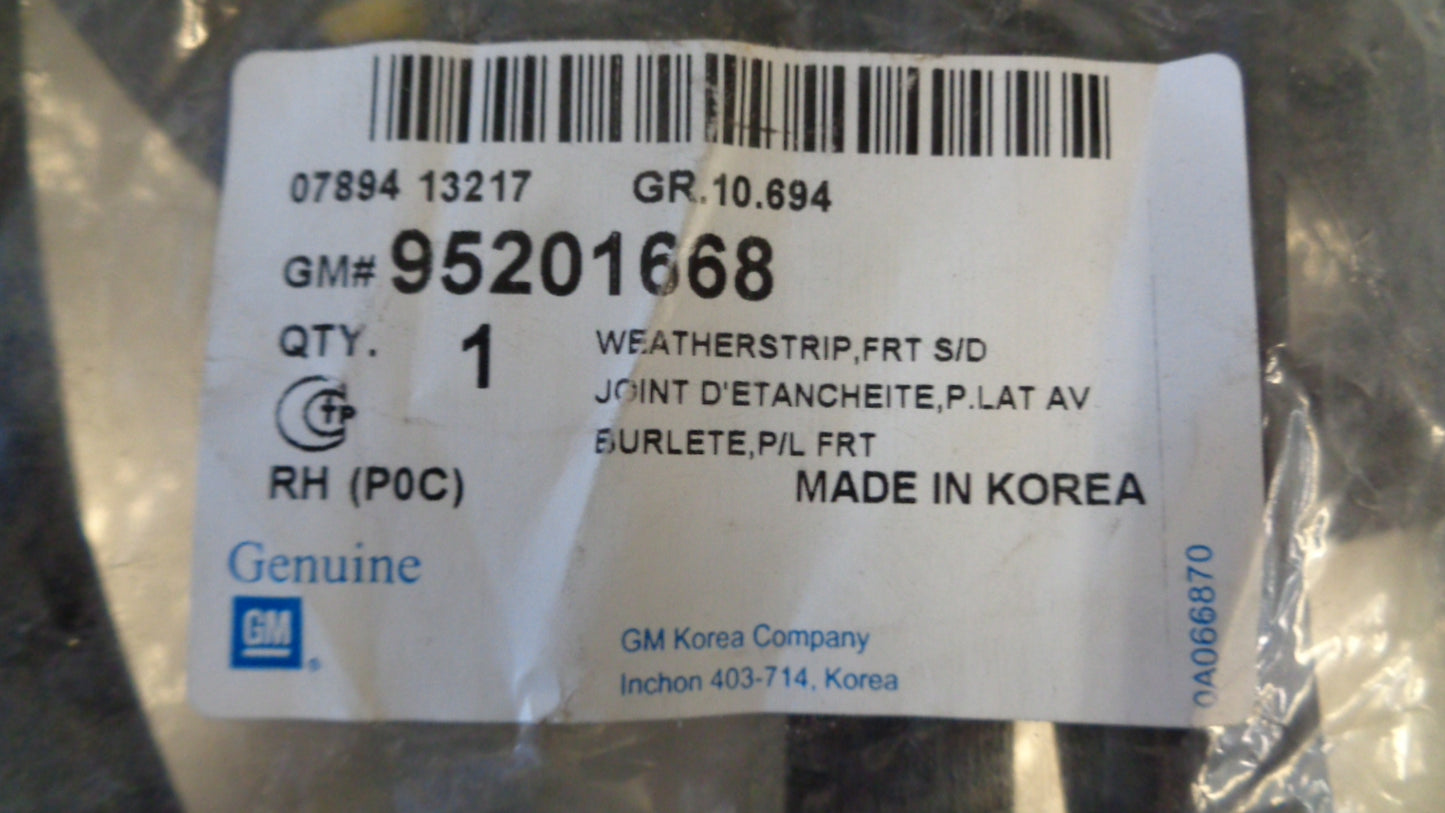 07894 13217 GR.10.694
GM# 95201668
QTY. 1
WEATHERSTRIP,FRT S/D
JOINT D'ETANCHEITE,P.LAT AV
BURLETE,P/L FRT
RH (P0C)
MADE IN KOREA
Genuine
GM
®
GM Korea Company
Inchon 403-714, Korea
0A066870